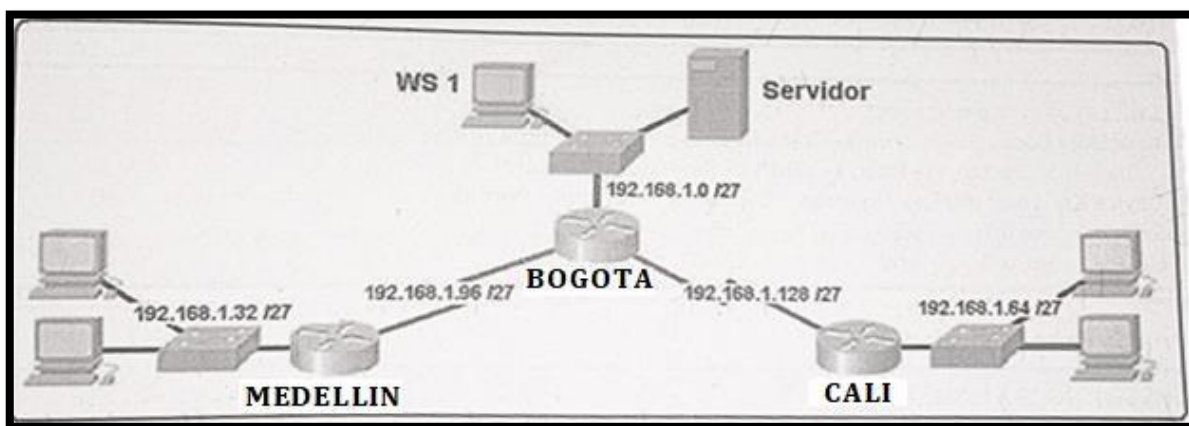 WS 1
Servidor
192.168.1.0 /27
BOGOTA
192.168.1.96 /27
192.168.1.128 /27
192.168.1.32 /27
192.168.1.64 /27
MEDELLIN
CALI